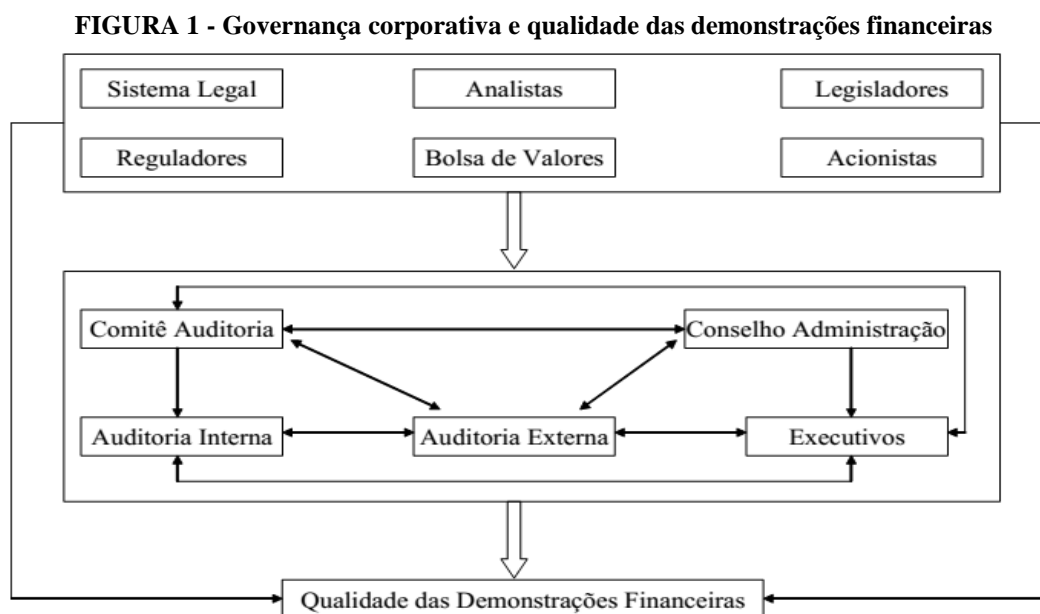 FIGURA 1 - Governança corporativa e qualidade das demonstrações financeiras
Sistema Legal
Analistas
Legisladores
Reguladores
Bolsa de Valores
Acionistas
Comitê Auditoria
Conselho Administração
Auditoria Interna
Auditoria Externa
Executivos
Qualidade das Demonstrações Financeiras